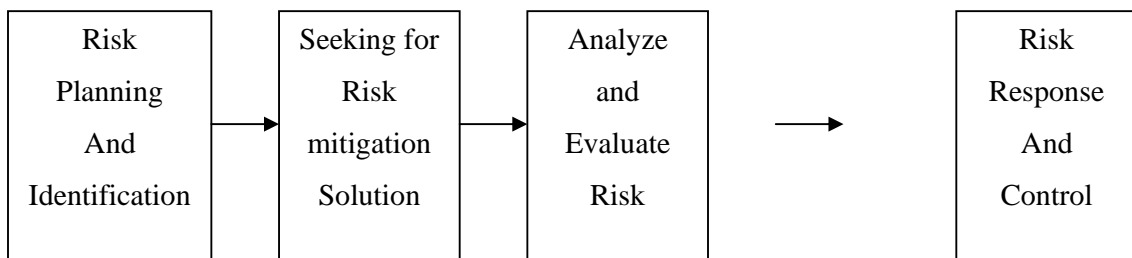 Risk
Planning
And
Identification
Seeking for
Risk
mitigation
Solution
Analyze
and
Evaluate
Risk
Risk
Response
And
Control